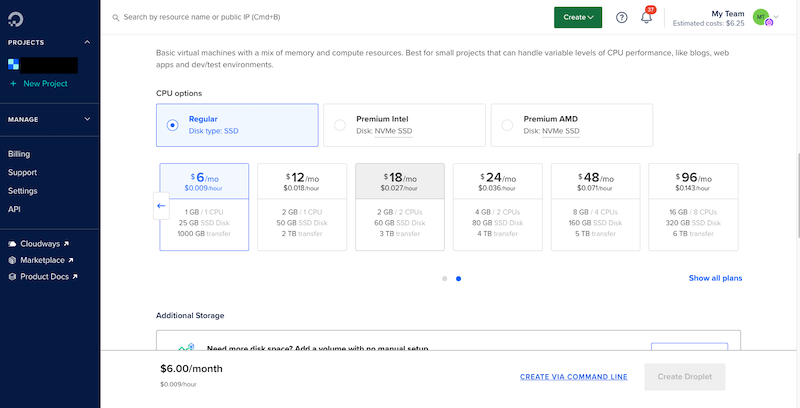 Search by resource name or public IP (Cmd+B)
Create
37
My Team
Estimated costs: $6.25
MT
PROJECTS
+ New Project
MANAGE
Billing
Support
Settings
API
Cloudways
Marketplace
Product Docs
Basic virtual machines with a mix of memory and compute resources. Best for small projects that can handle variable levels of CPU performance, like blogs, web
apps and dev/test environments.
CPU options
Regular
Disk type: SSD
Premium Intel
Disk: NVMe SSD
Premium AMD
Disk: NVMe SSD
$6/mo
$0.009/hour
1 GB / 1 CPU
25 GB SSD Disk
1000 GB transfer
$12/mo
$0.018/hour
2 GB / 1 CPU
50 GB SSD Disk
2 TB transfer
$18/mo
$0.027/hour
2 GB / 2 CPUs
60 GB SSD Disk
3 TB transfer
$24/mo
$0.036/hour
4 GB / 2 CPUs
80 GB SSD Disk
4 TB transfer
$48/mo
$0.071/hour
8 GB / 4 CPUs
160 GB SSD Disk
5 TB transfer
$96/mo
$0.143/hour
16 GB / 8 CPUs
320 GB SSD Disk
6 TB transfer
Show all plans
Additional Storage
Need more disk space? Add a volume with no manual setup
$6.00/month
$0.009/hour
CREATE VIA COMMAND LINE
Create Droplet